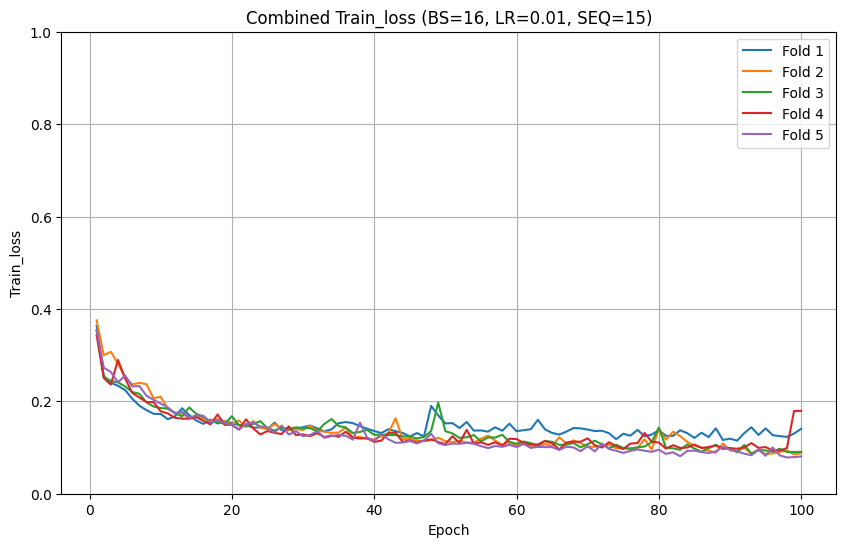 Combined Train_loss (BS=16, LR=0.01, SEQ=15)
1.0
0.8
0.6
0.4
0.2
0.0
Train_loss
Fold 1
Fold 2
Fold 3
Fold 4
Fold 5
0 20 40 60 80 100
Epoch